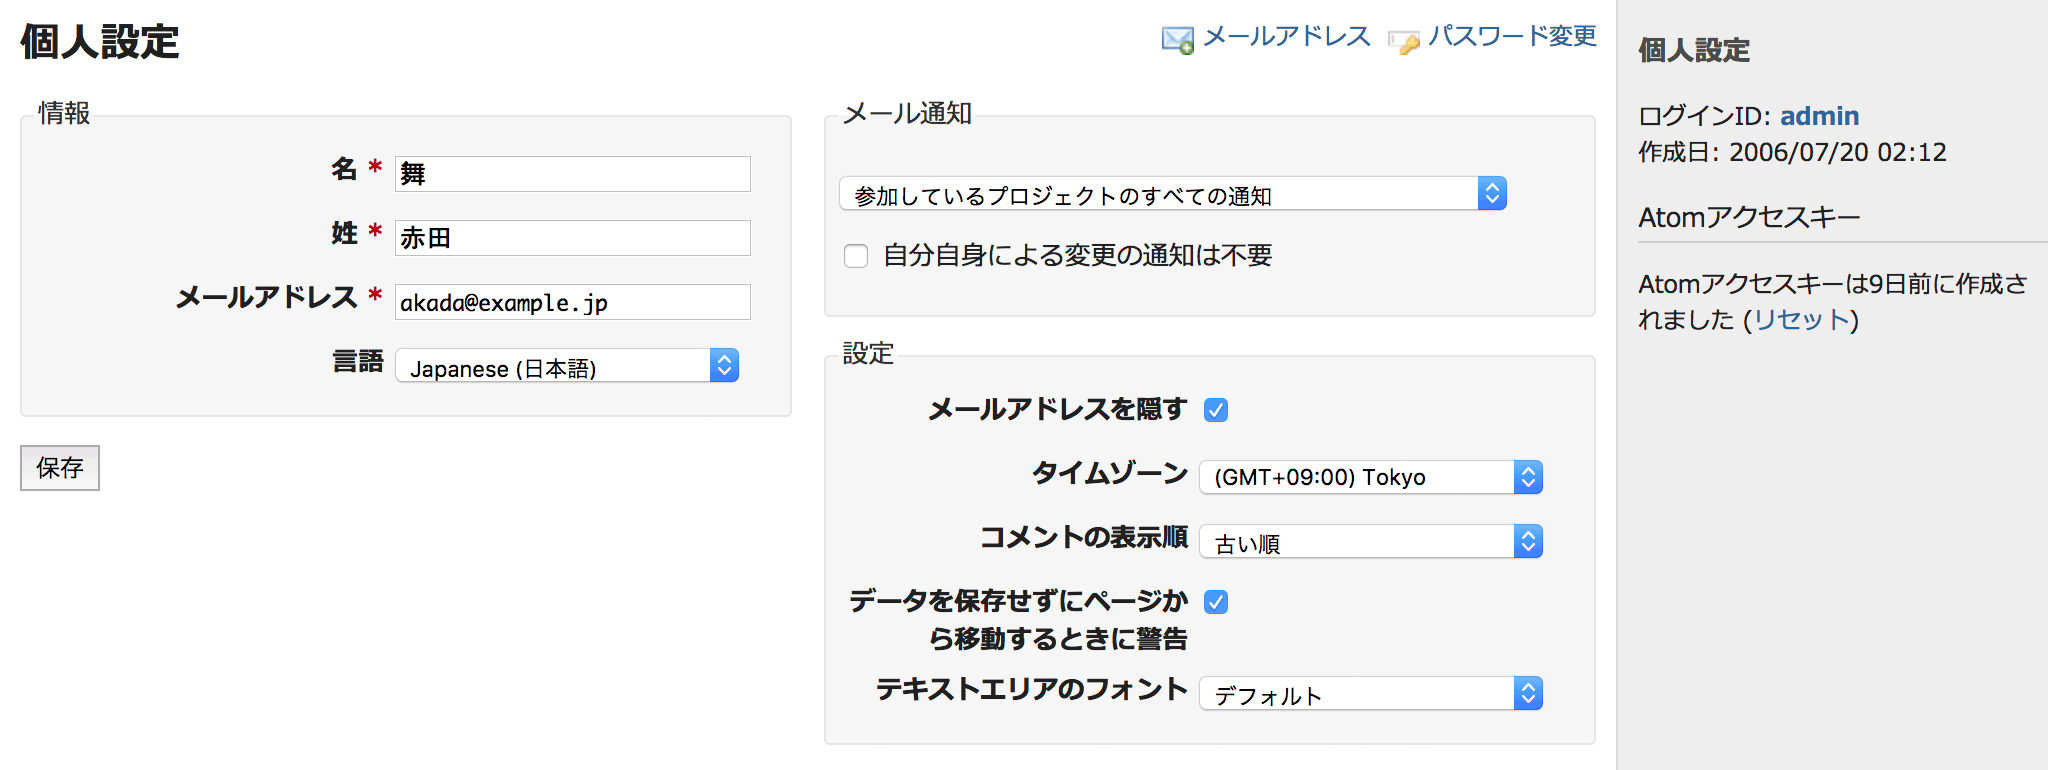 個人設定
メールアドレス パスワード変更
情報
名 * 舞
姓 * 赤田
メールアドレス * akada@example.jp
言語 Japanese (日本語)
保存
メール通知
参加しているプロジェクトのすべての通知
自分自身による変更の通知は不要
設定
メールアドレスを隠す
タイムゾーン (GMT+09:00) Tokyo
コメントの表示順 古い順
データを保存せずにページか
ら移動するときに警告
テキストエリアのフォント デフォルト
個人設定
ログインID: admin
作成日: 2006/07/20 02:12
Atomアクセスキー
Atomアクセスキーは9日前に作成さ
れました (リセット)